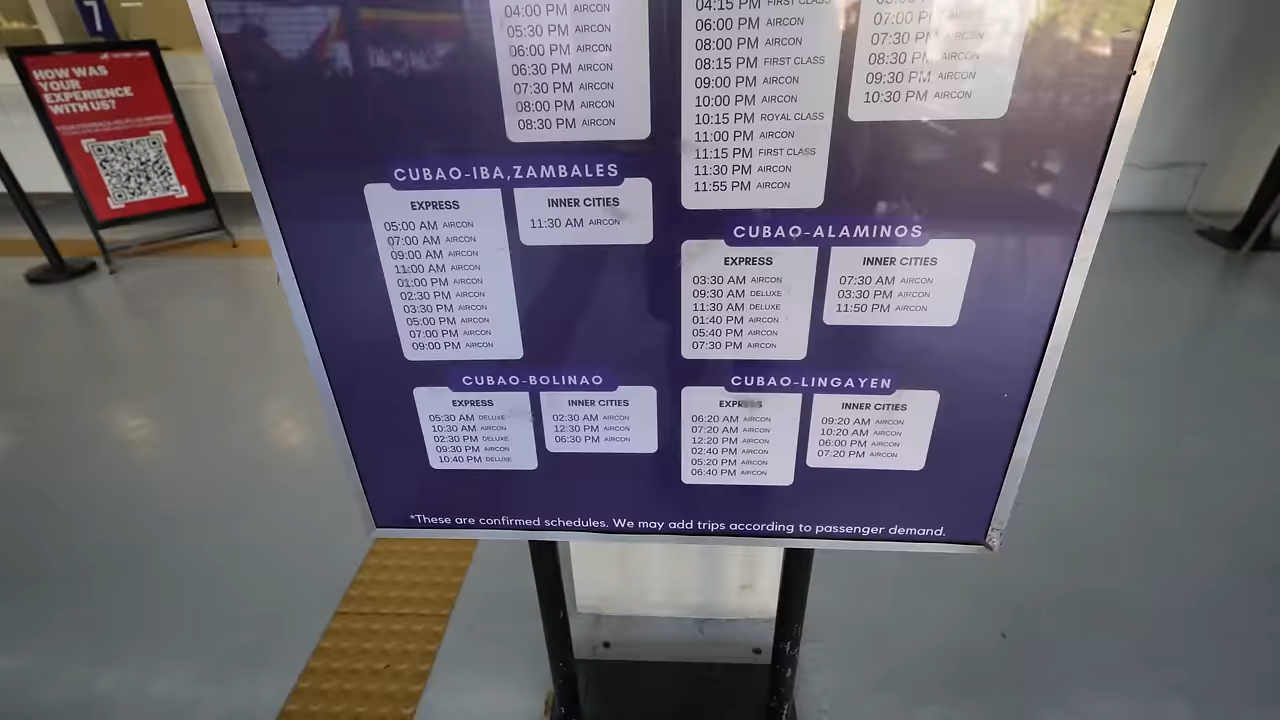 7
HOW WAS
YOUR
EXPERIENCE
WITH US?
04:00 PM AIRCON
05:30 PM AIRCON
06:00 PM AIRCON
06:30 PM AIRCON
07:30 PM AIRCON
08:00 PM AIRCON
08:30 PM AIRCON
04:15 PM FIRST CLASS
06:00 PM AIRCON
08:00 PM AIRCON
08:15 PM FIRST CLASS
09:00 PM AIRCON
10:00 PM AIRCON
10:15 PM ROYAL CLASS
11:00 PM AIRCON
11:15 PM FIRST CLASS
11:30 PM AIRCON
11:55 PM AIRCON
07:00 PM AIRCON
07:30 PM AIRCON
08:30 PM AIRCON
09:30 PM AIRCON
10:30 PM AIRCON
CUBAO-IBA,ZAMBALES
EXPRESS
05:00 AM AIRCON
07:00 AM AIRCON
09:00 AM AIRCON
11:00 AM AIRCON
01:00 PM AIRCON
02:30 PM AIRCON
03:30 PM AIRCON
05:00 PM AIRCON
07:00 PM AIRCON
09:00 PM AIRCON
INNER CITIES
11:30 AM AIRCON
CUBAO-ALAMINOS
EXPRESS
03:30 AM AIRCON
09:30 AM DELUXE
11:30 AM DELUXE
01:40 PM AIRCON
05:40 PM AIRCON
07:30 PM AIRCON
INNER CITIES
07:30 AM AIRCON
03:30 PM AIRCON
11:50 PM AIRCON
CUBAO-BOLINAO
EXPRESS
05:30 AM DELUXE
10:30 AM AIRCON
02:30 PM DELUXE
09:30 PM AIRCON
10:40 PM DELUXE
INNER CITIES
02:30 AM AIRCON
12:30 PM AIRCON
06:30 PM AIRCON
CUBAO-LINGAYEN
EXPRESS
06:20 AM AIRCON
07:20 AM AIRCON
12:20 PM AIRCON
02:40 PM AIRCON
05:20 PM AIRCON
06:40 PM AIRCON
INNER CITIES
09:20 AM AIRCON
10:20 AM AIRCON
06:00 PM AIRCON
07:20 PM AIRCON
*These are confirmed schedules. We may add trips according to passenger demand.